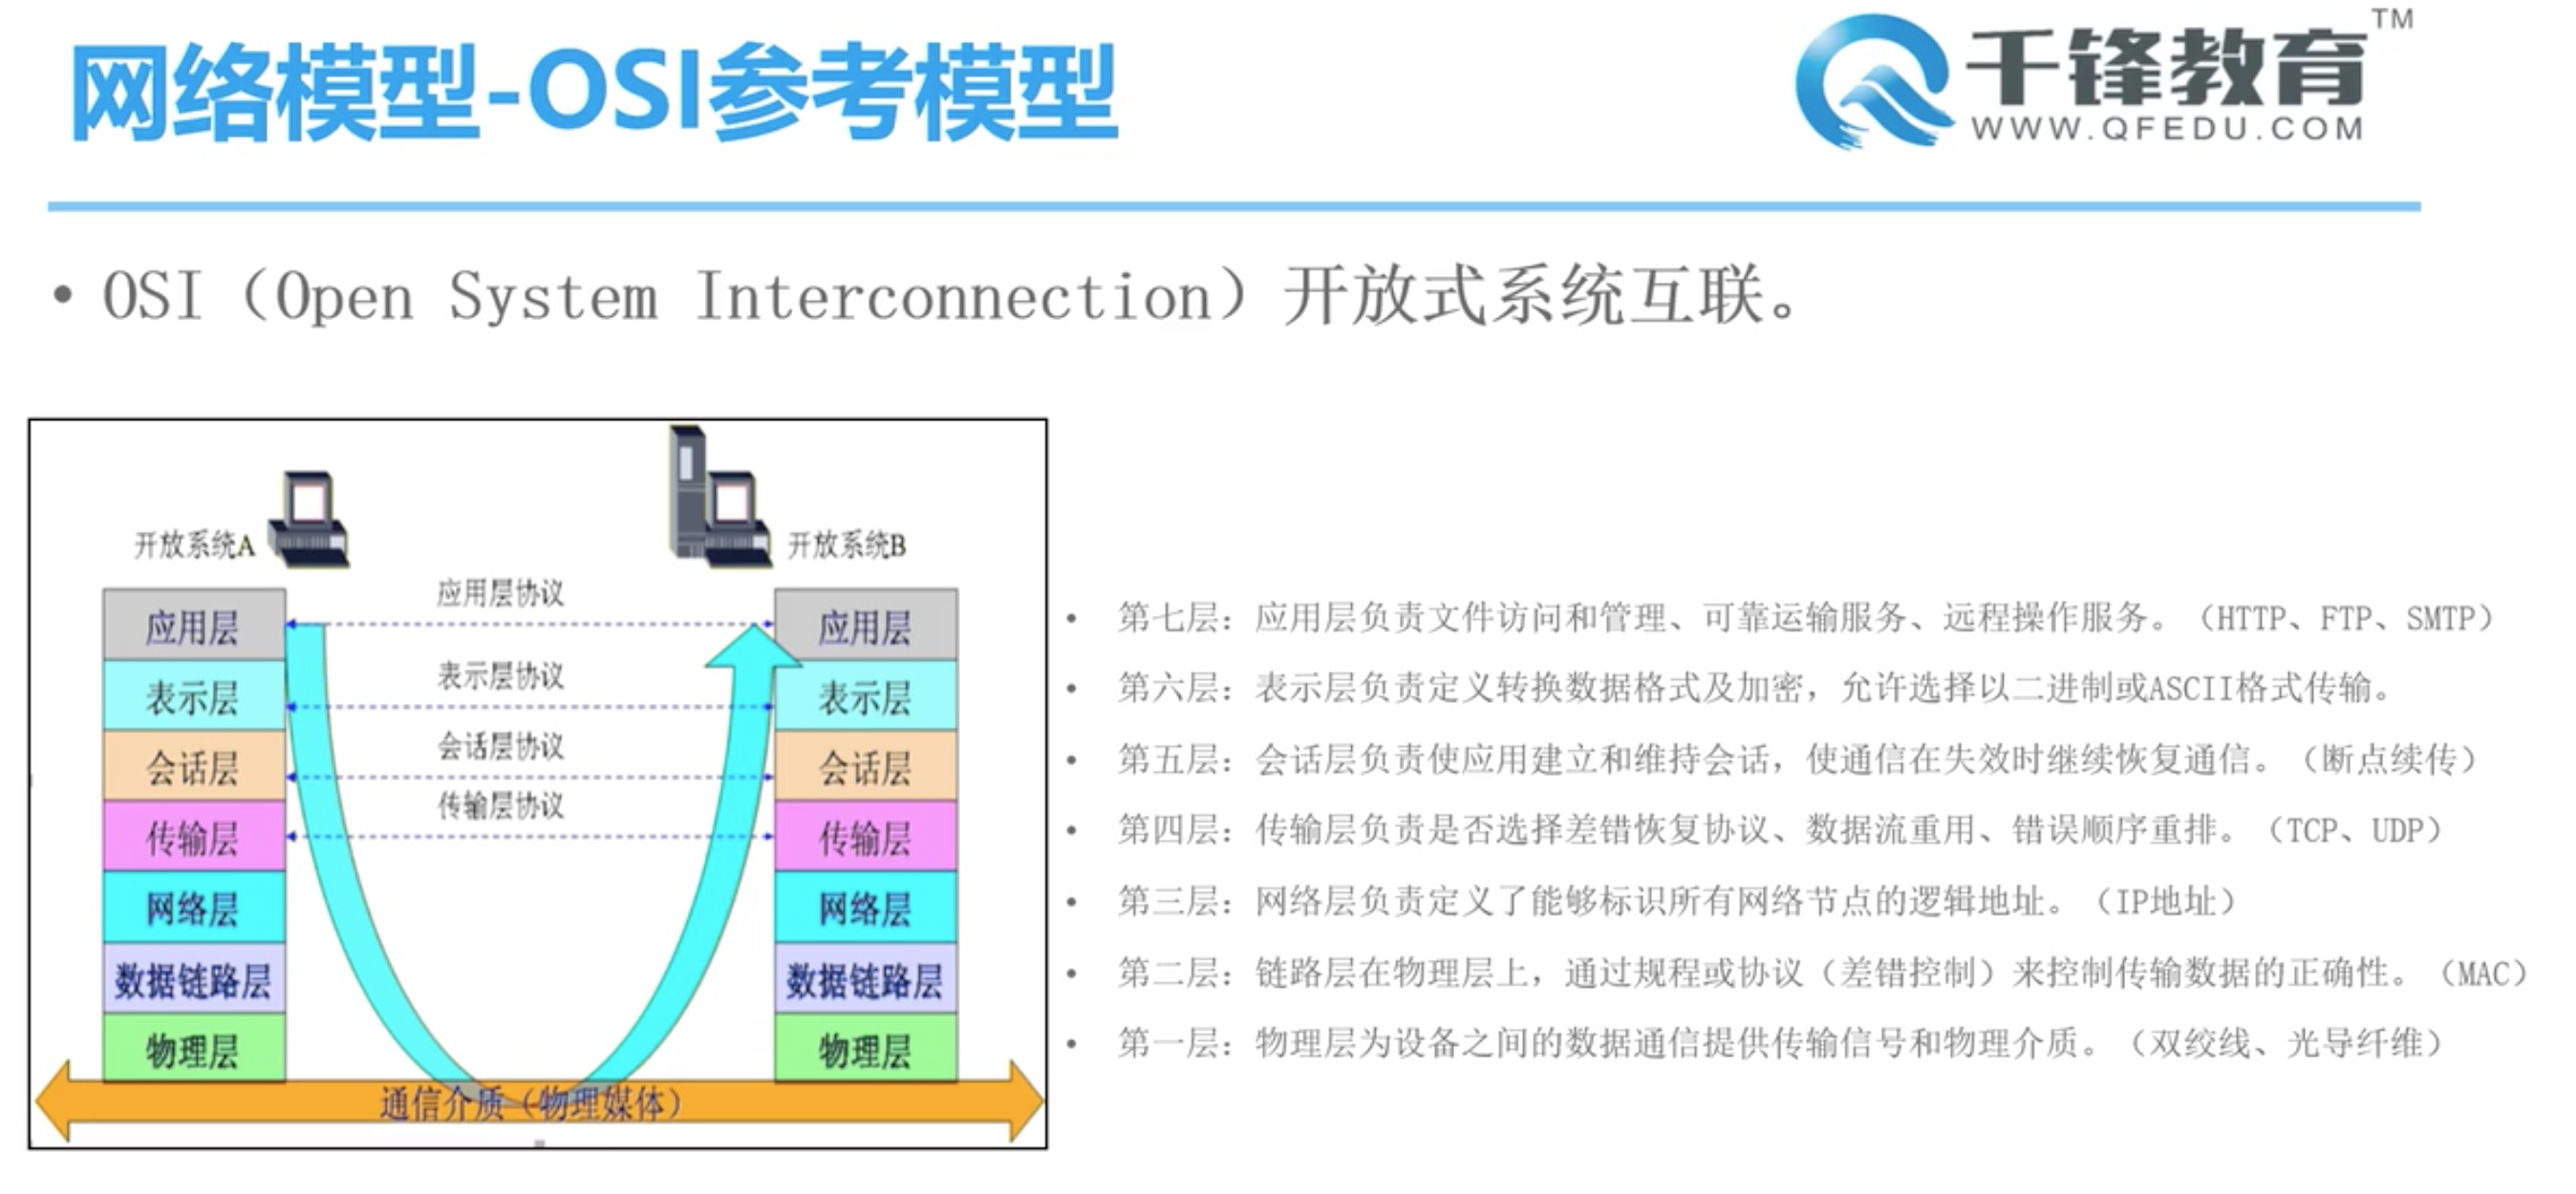 网络模型-OSI参考模型
千锋教育TM
WWW.QFEDU.COM
• OSI（Open System Interconnection）开放式系统互联。
开放系统A
开放系统B
应用层 应用层协议 应用层
表示层 表示层协议 表示层
会话层 会话层协议 会话层
传输层 传输层协议 传输层
网络层 网络层
数据链路层 数据链路层
物理层 物理层
通信介质（物理媒体）
• 第七层：应用层负责文件访问和管理、可靠运输服务、远程操作服务。（HTTP、FTP、SMTP）
• 第六层：表示层负责定义转换数据格式及加密，允许选择以二进制或ASCII格式传输。
• 第五层：会话层负责使应用建立和维持会话，使通信在失效时继续恢复通信。（断点续传）
• 第四层：传输层负责是否选择差错恢复协议、数据流重用、错误顺序重排。（TCP、UDP）
• 第三层：网络层负责定义了能够标识所有网络节点的逻辑地址。（IP地址）
• 第二层：链路层在物理层上，通过规程或协议（差错控制）来控制传输数据的正确性。（MAC）
• 第一层：物理层为设备之间的数据通信提供传输信号和物理介质。（双绞线、光导纤维）